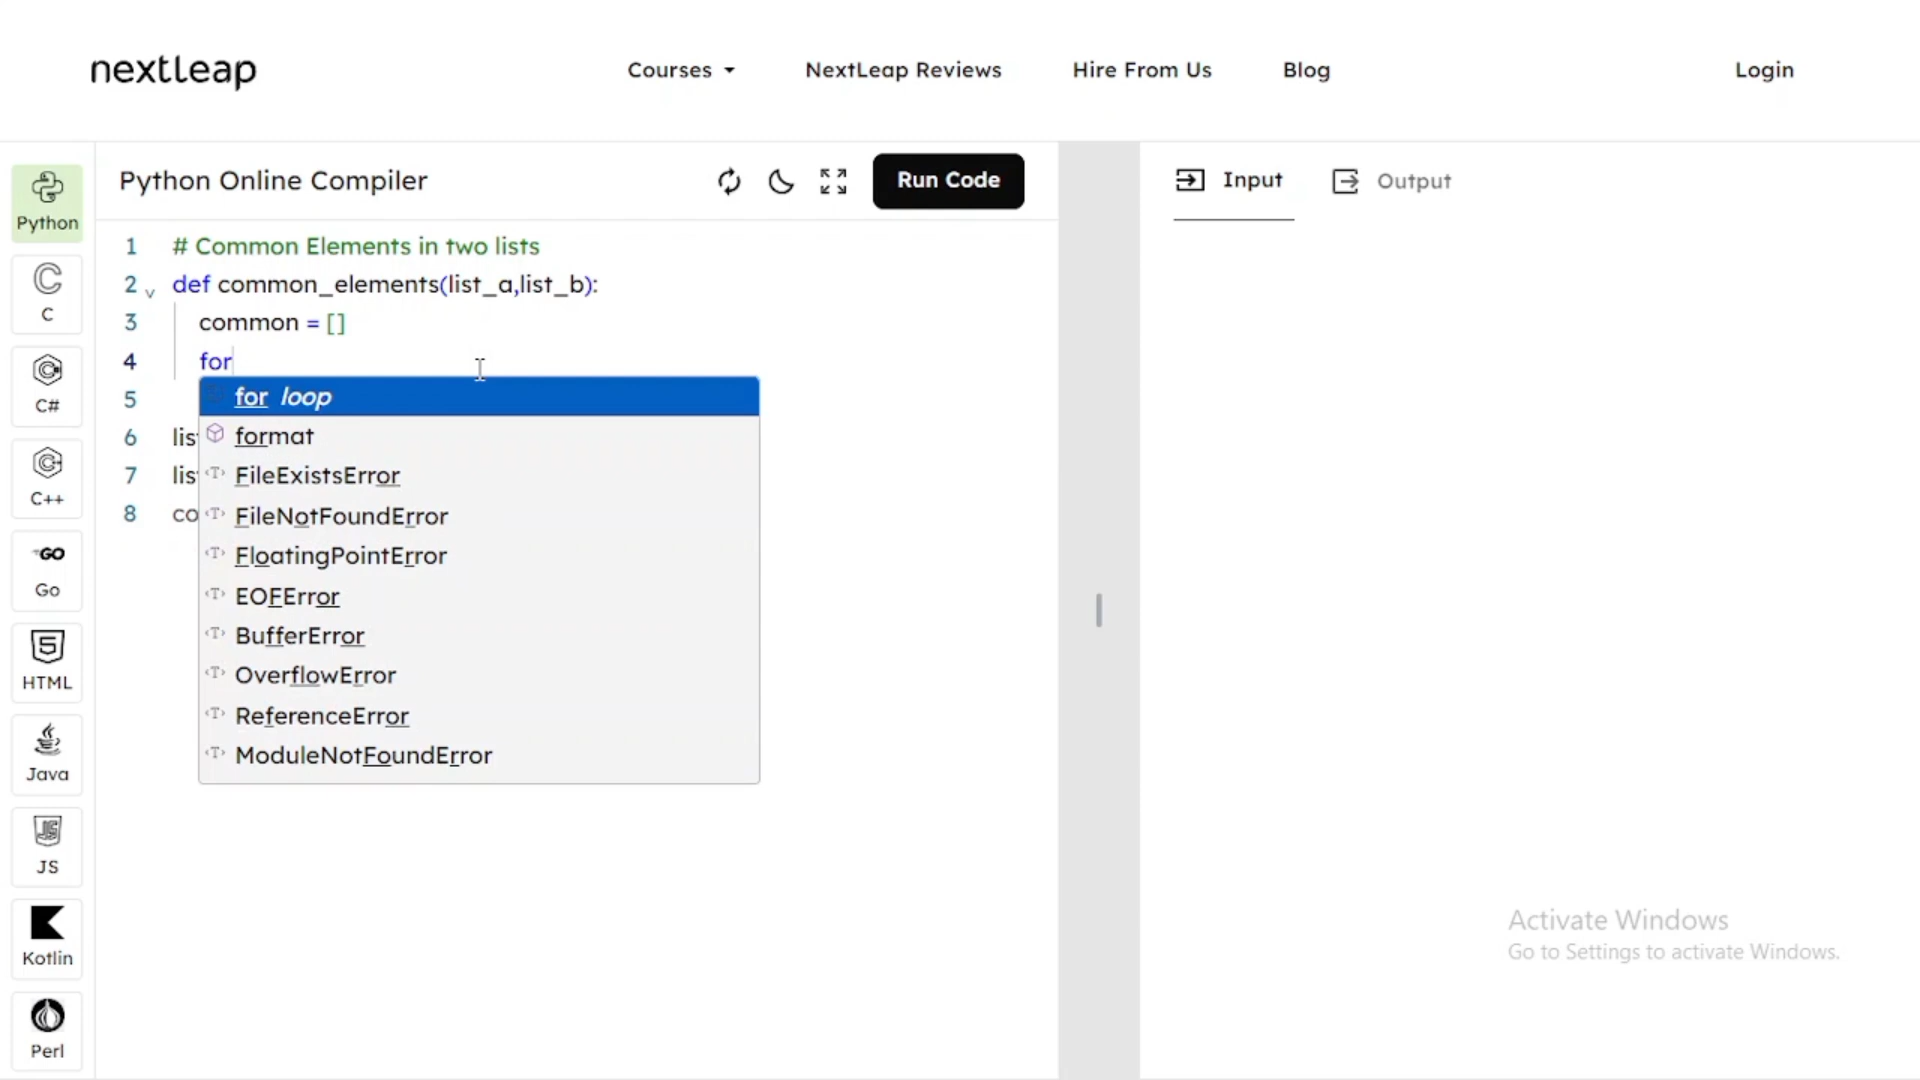 nextleap
Courses
NextLeap Reviews
Hire From Us
Blog
Login
Python
C
C#
C++
GO
Go
5
HTML
Java
JS
JS
Kotlin
Perl
Python Online Compiler
Run Code
1 # Common Elements in two lists
2 def common_elements(list_a,list_b):
3 common = []
4 for
5
6 lis
7 lis
8 co
for loop
format
FileExistsError
FileNotFoundError
FloatingPointError
EOFError
BufferError
OverflowError
ReferenceError
ModuleNotFoundError
Input
Output
Activate Windows
Go to Settings to activate Windows.